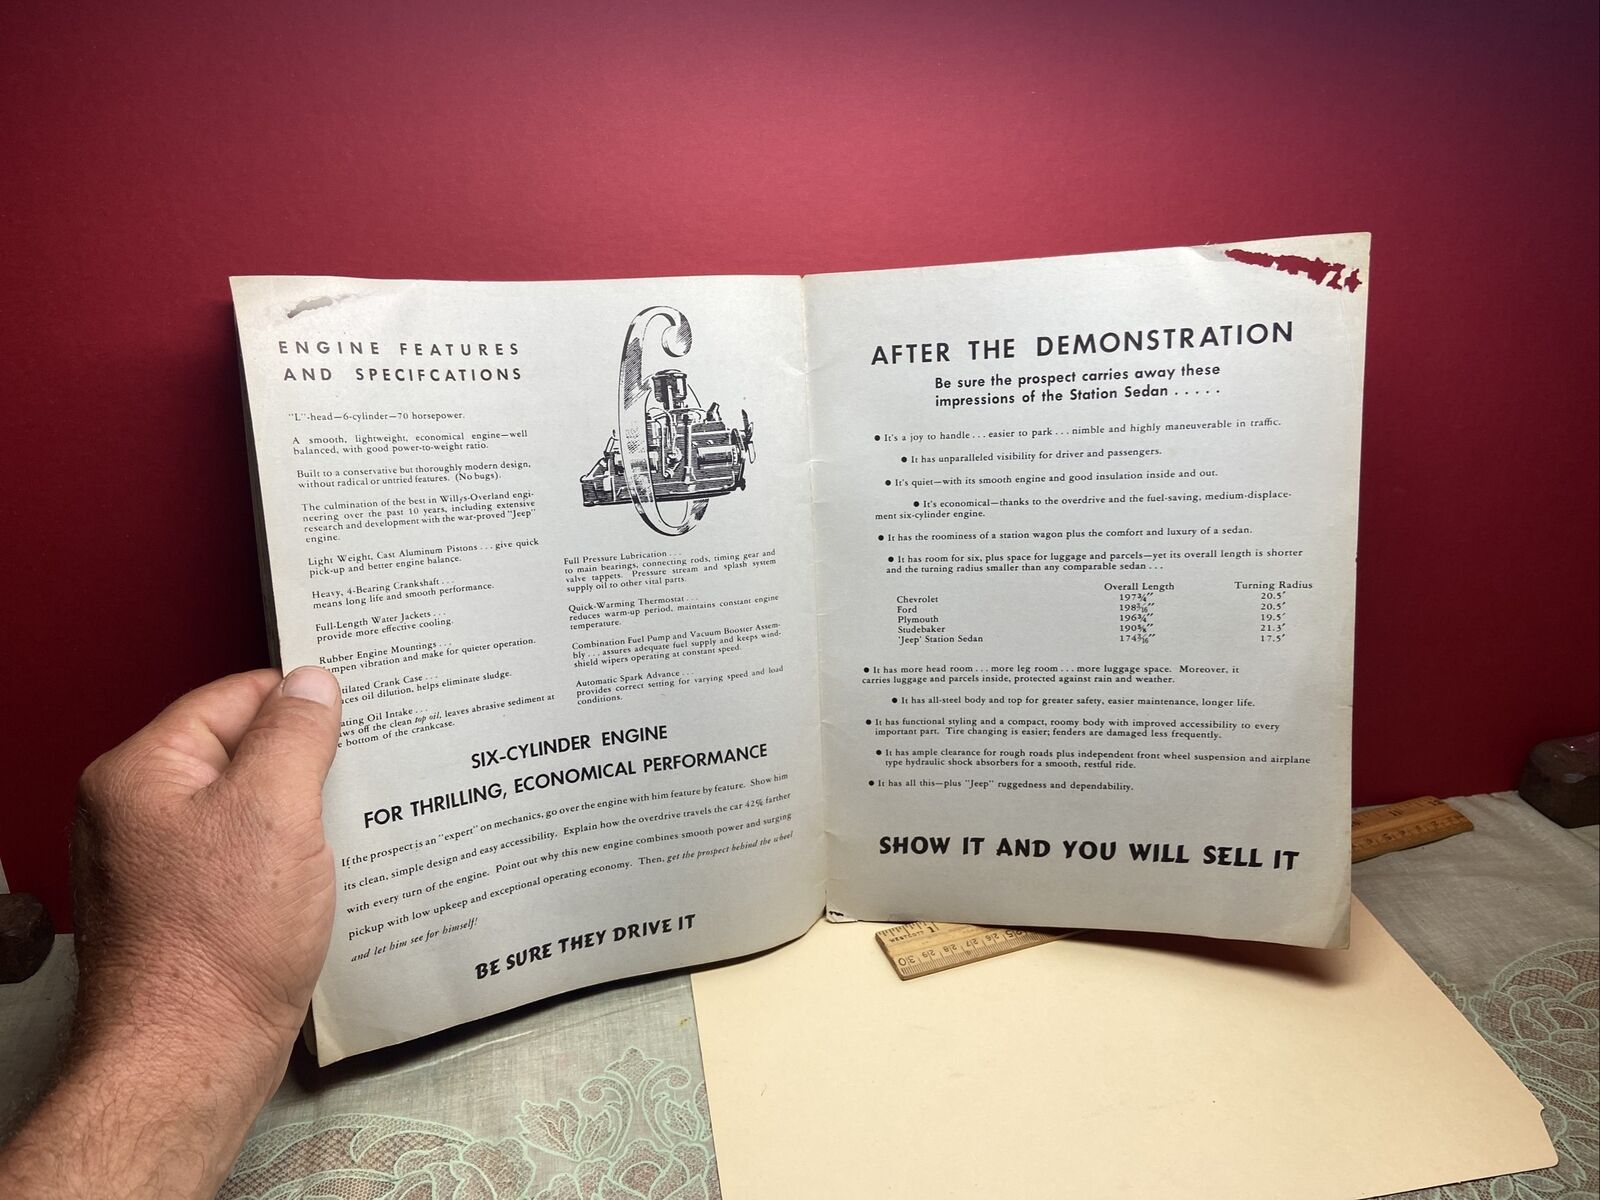 ENGINE FEATURES
AND SPECIFCATIONS
"L"-head—6-cylinder—70 horsepower.
A smooth, lightweight, economical engine—well
balanced, with good power-to-weight ratio.
Built to a conservative but thoroughly modern design,
without radical or untried features. (No bugs).
The culmination of the best in Willys-Overland engi-
neering over the past 10 years, including extensive
research and development with the war-proved "Jeep"
engine.
Light Weight, Cast Aluminum Pistons . . . give quick
pick-up and better engine balance.
Heavy, 4-Bearing Crankshaft . . .
means long life and smooth performance.
Full-Length Water Jackets . . .
provide more effective cooling.
Rubber Engine Mountings . . .
mpen vibration and make for quieter operation.
tilated Crank Case . . .
ces oil dilution, helps eliminate sludge.
ating Oil Intake . . .
ws off the clean top oil, leaves abrasive sediment at
e bottom of the crankcase.
Full Pressure Lubrication . . .
to main bearings, connecting rods, timing gear and
valve tappets. Pressure stream and splash system
supply oil to other vital parts.
Quick-Warming Thermostat . . .
reduces warm-up period, maintains constant engine
temperature.
Combination Fuel Pump and Vacuum Booster Assem-
bly . . . assures adequate fuel supply and keeps wind-
shield wipers operating at constant speed.
Automatic Spark Advance . . .
provides correct setting for varying speed and load
conditions.
SIX-CYLINDER ENGINE
FOR THRILLING, ECONOMICAL PERFORMANCE
If the prospect is an "expert" on mechanics, go over the engine with him feature by feature. Show him
its clean, simple design and easy accessibility. Explain how the overdrive travels the car 42% farther
with every turn of the engine. Point out why this new engine combines smooth power and surging
pickup with low upkeep and exceptional operating economy. Then, get the prospect behind the wheel
and let him see for himself!
BE SURE THEY DRIVE IT
AFTER THE DEMONSTRATION
Be sure the prospect carries away these
impressions of the Station Sedan . . . . .
● It's a joy to handle . . . easier to park . . . nimble and highly maneuverable in traffic.
● It has unparalleled visibility for driver and passengers.
● It's quiet—with its smooth engine and good insulation inside and out.
● It's economical—thanks to the overdrive and the fuel-saving, medium-displace-
ment six-cylinder engine.
● It has the roominess of a station wagon plus the comfort and luxury of a sedan.
● It has room for six, plus space for luggage and parcels—yet its overall length is shorter
and the turning radius smaller than any comparable sedan . . .
Overall Length Turning Radius
Chevrolet 197¾" 20.5'
Ford 198 3/16" 20.5'
Plymouth 196¾" 19.5'
Studebaker 190⅝" 21.3'
'Jeep' Station Sedan 174 3/16" 17.5'
● It has more head room . . . more leg room . . . more luggage space. Moreover, it
carries luggage and parcels inside, protected against rain and weather.
● It has all-steel body and top for greater safety, easier maintenance, longer life.
● It has functional styling and a compact, roomy body with improved accessibility to every
important part. Tire changing is easier; fenders are damaged less frequently.
● It has ample clearance for rough roads plus independent front wheel suspension and airplane
type hydraulic shock absorbers for a smooth, restful ride.
● It has all this—plus "Jeep" ruggedness and dependability.
SHOW IT AND YOU WILL SELL IT
30 29 28 27 26 25